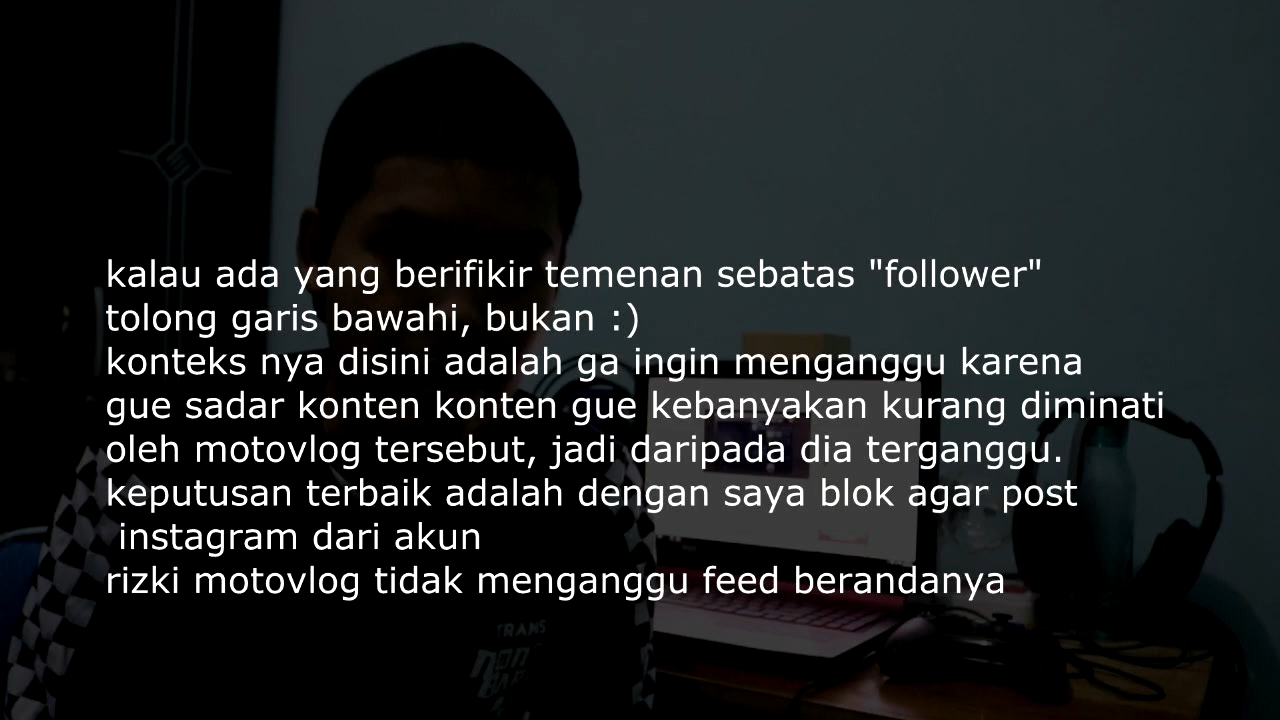 kalau ada yang berifikir temenan sebatas "follower"
tolong garis bawahi, bukan :)
konteks nya disini adalah ga ingin menganggu karena
gue sadar konten konten gue kebanyakan kurang diminati
oleh motovlog tersebut, jadi daripada dia terganggu.
keputusan terbaik adalah dengan saya blok agar post
instagram dari akun
rizki motovlog tidak menganggu feed berandanya
TRANS